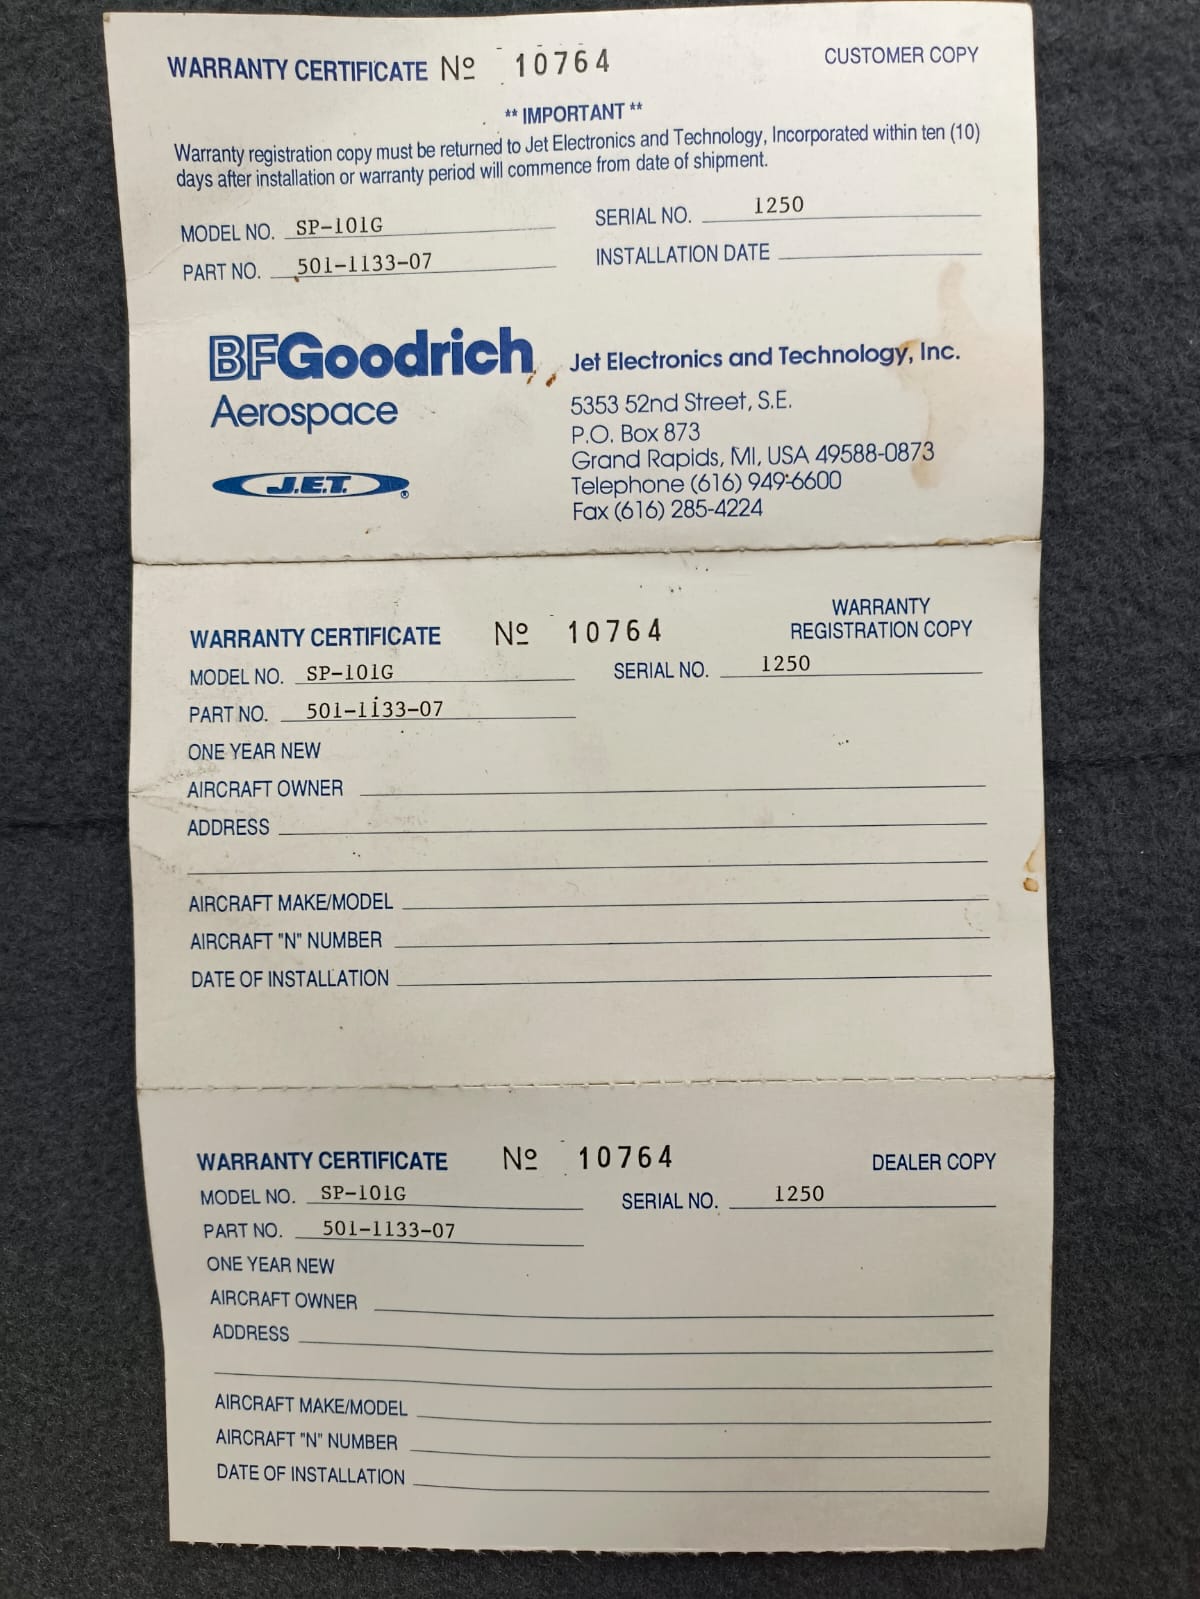 WARRANTY CERTIFICATE Nº 10764 CUSTOMER COPY
** IMPORTANT **
Warranty registration copy must be returned to Jet Electronics and Technology, Incorporated within ten (10)
days after installation or warranty period will commence from date of shipment.
MODEL NO. SP-101G SERIAL NO. 1250
PART NO. 501-1133-07 INSTALLATION DATE
BFGoodrich
Aerospace
J.E.T.®
Jet Electronics and Technology, Inc.
5353 52nd Street, S.E.
P.O. Box 873
Grand Rapids, MI, USA 49588-0873
Telephone (616) 949-6600
Fax (616) 285-4224
WARRANTY
REGISTRATION COPY
WARRANTY CERTIFICATE Nº 10764
MODEL NO. SP-101G SERIAL NO. 1250
PART NO. 501-1133-07
ONE YEAR NEW
AIRCRAFT OWNER
ADDRESS
AIRCRAFT MAKE/MODEL
AIRCRAFT "N" NUMBER
DATE OF INSTALLATION
WARRANTY CERTIFICATE Nº 10764 DEALER COPY
MODEL NO. SP-101G SERIAL NO. 1250
PART NO. 501-1133-07
ONE YEAR NEW
AIRCRAFT OWNER
ADDRESS
AIRCRAFT MAKE/MODEL
AIRCRAFT "N" NUMBER
DATE OF INSTALLATION